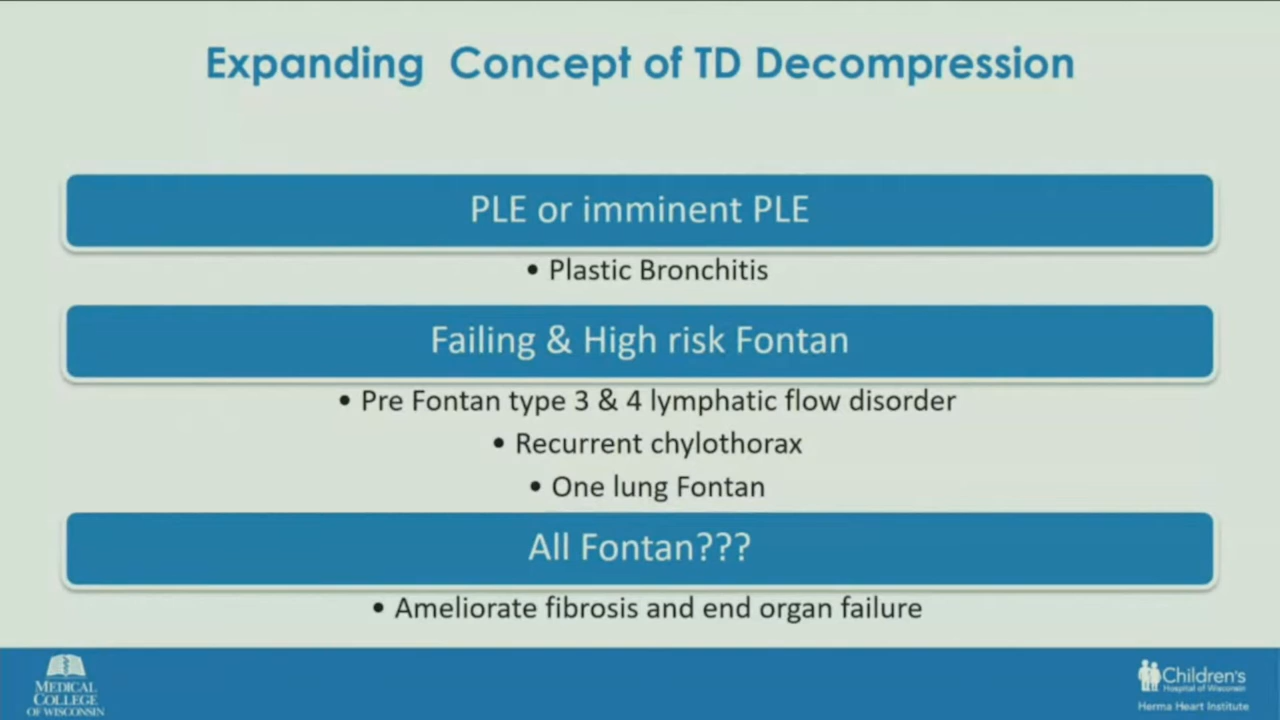 Expanding Concept of TD Decompression
PLE or imminent PLE
• Plastic Bronchitis
Failing & High risk Fontan
• Pre Fontan type 3 & 4 lymphatic flow disorder
• Recurrent chylothorax
• One lung Fontan
All Fontan???
• Ameliorate fibrosis and end organ failure
MEDICAL
COLLEGE
OF WISCONSIN
Children's
Hospital of Wisconsin
Herma Heart Institute